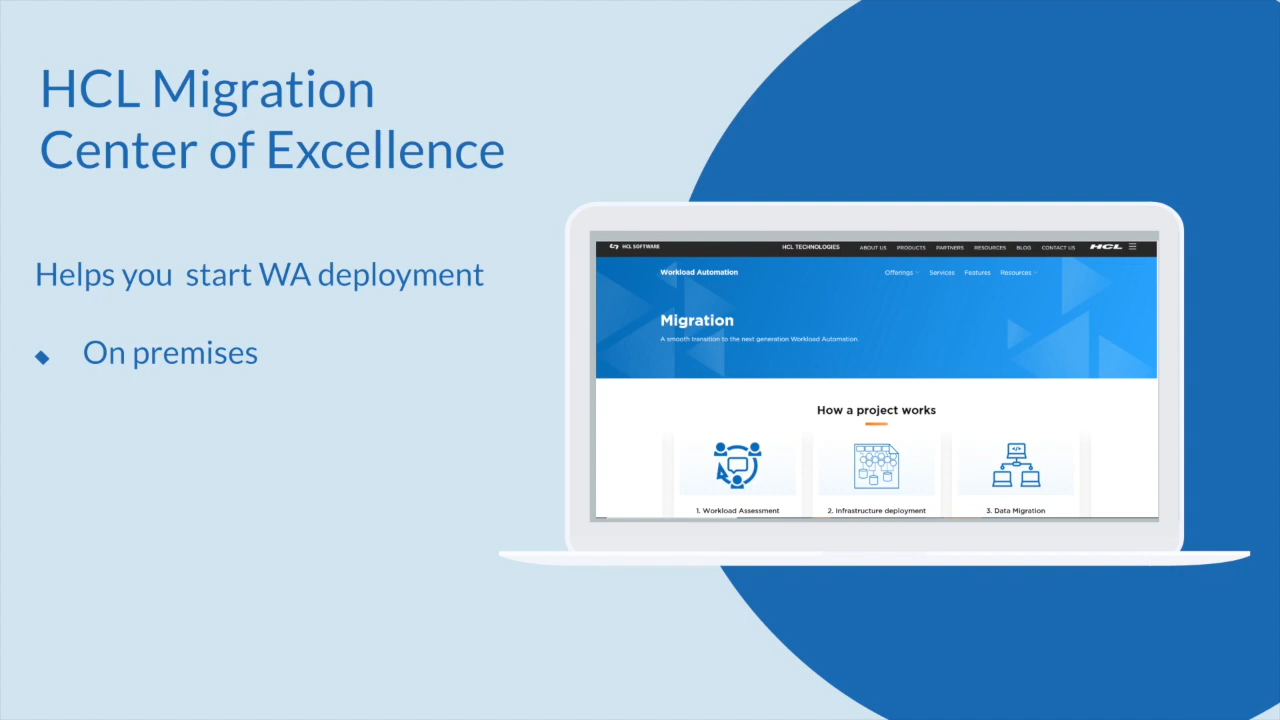 HCL Migration
Center of Excellence
Helps you start WA deployment
◆ On premises
HCL SOFTWARE
HCL TECHNOLOGIES ABOUT US PRODUCTS PARTNERS RESOURCES BLOG CONTACT US HCL
Workload Automation
Offerings Services Features Resources
Migration
A smooth transition to the next generation Workload Automation.
How a project works
1. Workload Assessment
2. Infrastructure deployment
3. Data Migration